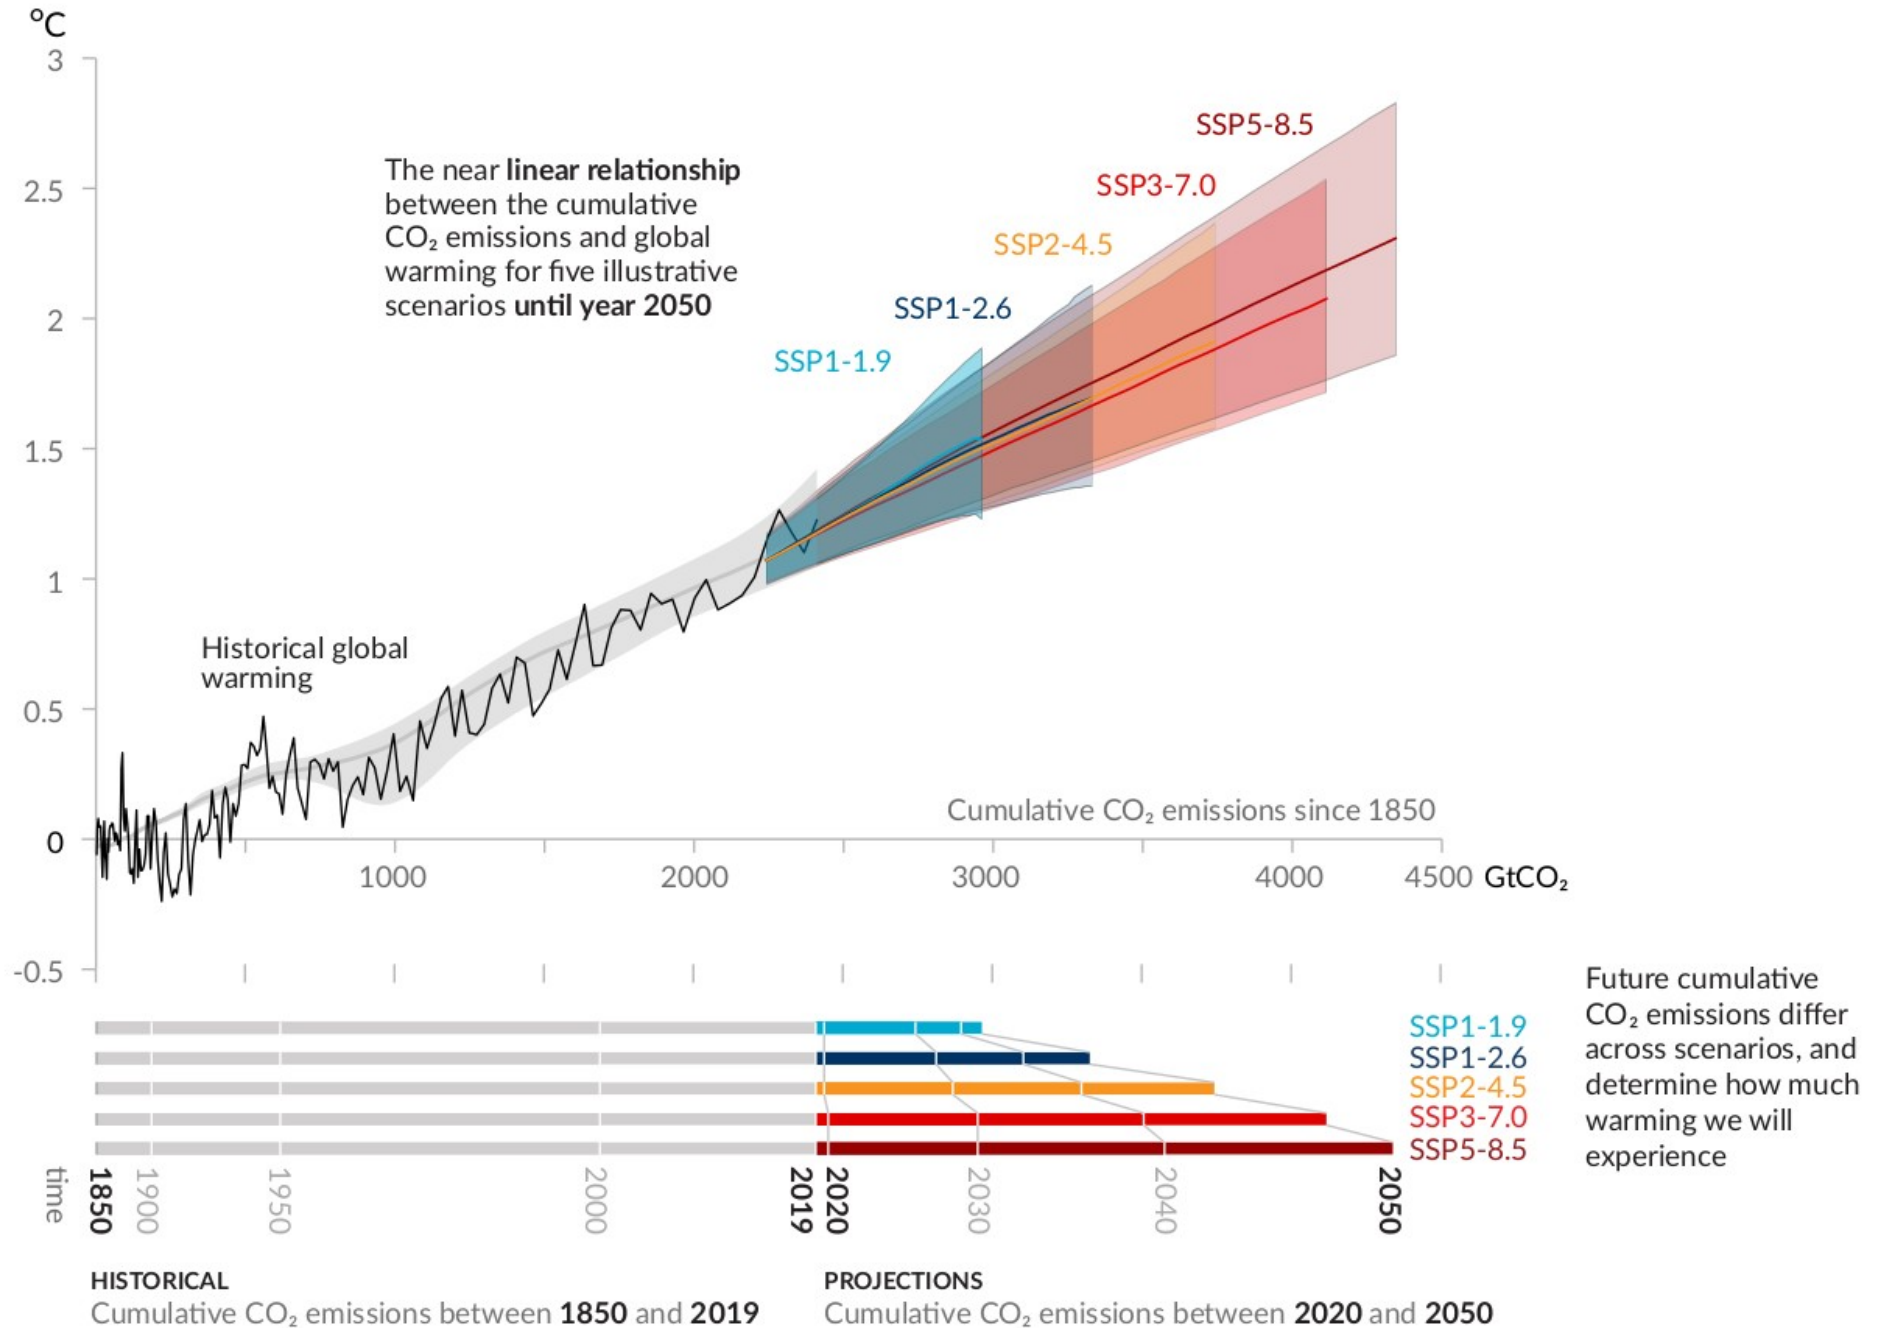 °C
3
2.5
2
1.5
1
0.5
0
-0.5
The near linear relationship
between the cumulative
CO₂ emissions and global
warming for five illustrative
scenarios until year 2050
SSP5-8.5
SSP3-7.0
SSP2-4.5
SSP1-2.6
SSP1-1.9
Historical global
warming
Cumulative CO₂ emissions since 1850
1000 2000 3000 4000 4500 GtCO₂
SSP1-1.9
SSP1-2.6
SSP2-4.5
SSP3-7.0
SSP5-8.5
Future cumulative
CO₂ emissions differ
across scenarios, and
determine how much
warming we will
experience
time 1850 1900 1950 2000 2019 2020 2030 2040 2050
HISTORICAL
Cumulative CO₂ emissions between 1850 and 2019
PROJECTIONS
Cumulative CO₂ emissions between 2020 and 2050